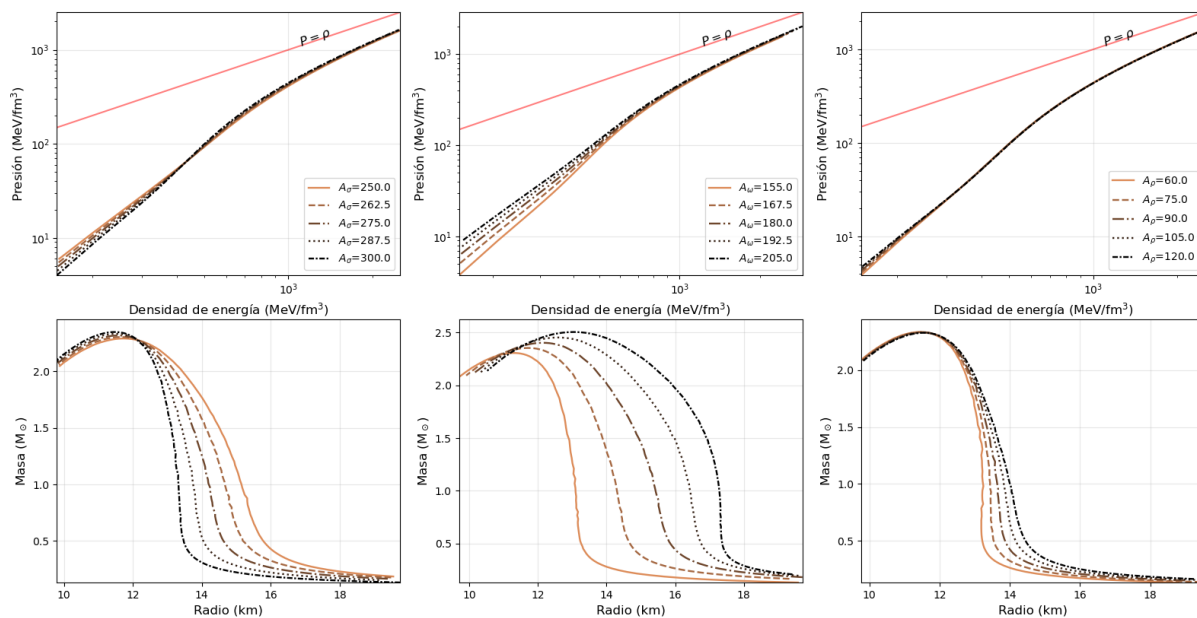 P = ρ
Presión (MeV/fm³)
10³
10²
10¹
A_σ=250.0
A_σ=262.5
A_σ=275.0
A_σ=287.5
A_σ=300.0
10³
Densidad de energía (MeV/fm³)
P = ρ
Presión (MeV/fm³)
10³
10²
10¹
A_ω=155.0
A_ω=167.5
A_ω=180.0
A_ω=192.5
A_ω=205.0
10³
Densidad de energía (MeV/fm³)
P = ρ
Presión (MeV/fm³)
10³
10²
10¹
A_ρ=60.0
A_ρ=75.0
A_ρ=90.0
A_ρ=105.0
A_ρ=120.0
10³
Densidad de energía (MeV/fm³)
Masa (M☉)
2.0
1.5
1.0
0.5
10 12 14 16 18
Radio (km)
Masa (M☉)
2.5
2.0
1.5
1.0
0.5
10 12 14 16 18
Radio (km)
Masa (M☉)
2.0
1.5
1.0
0.5
10 12 14 16 18
Radio (km)